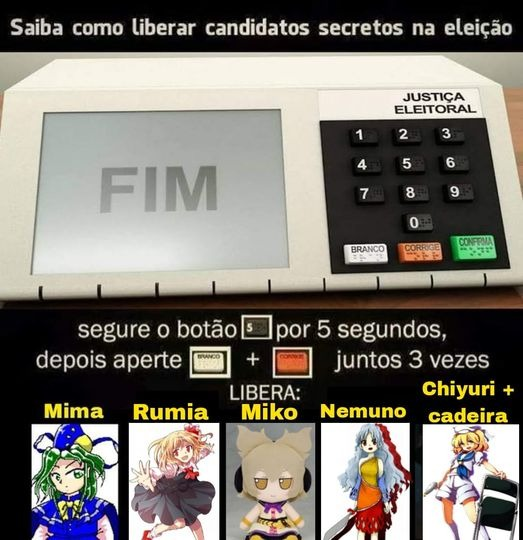 Saiba como liberar candidatos secretos na eleição
JUSTIÇA
ELEITORAL
FIM
1 2 3
4 5 6
7 8 9
0
BRANCO CORRIGE CONFIRMA
segure o botão 5 por 5 segundos,
depois aperte BRANCO + CORRIGE juntos 3 vezes
LIBERA:
Mima Rumia Miko Nemuno Chiyuri +
cadeira